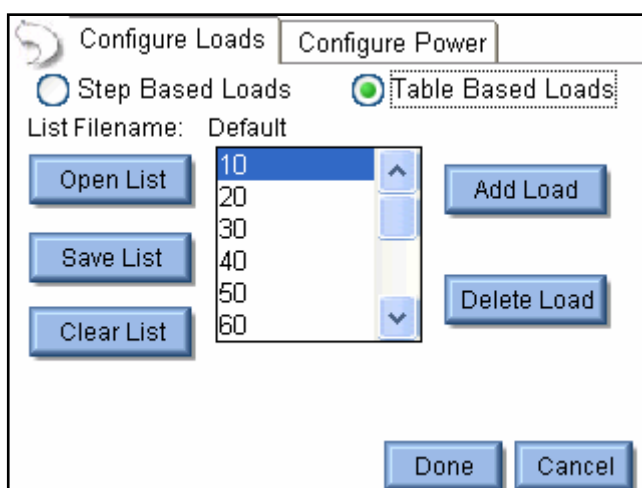 Configure Loads Configure Power
Step Based Loads Table Based Loads
List Filename: Default
Open List
Save List
Clear List
10
20
30
40
50
60
Add Load
Delete Load
Done Cancel